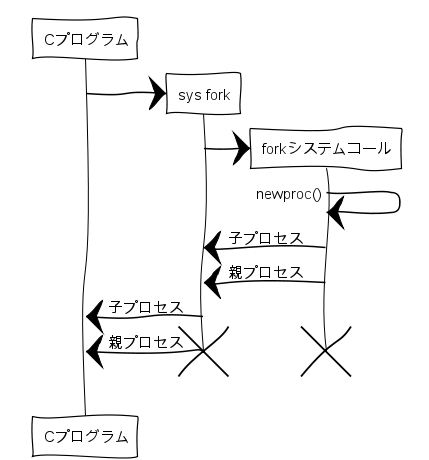 Cプログラム
sys fork
forkシステムコール
newproc()
子プロセス
親プロセス
子プロセス
親プロセス
Cプログラム